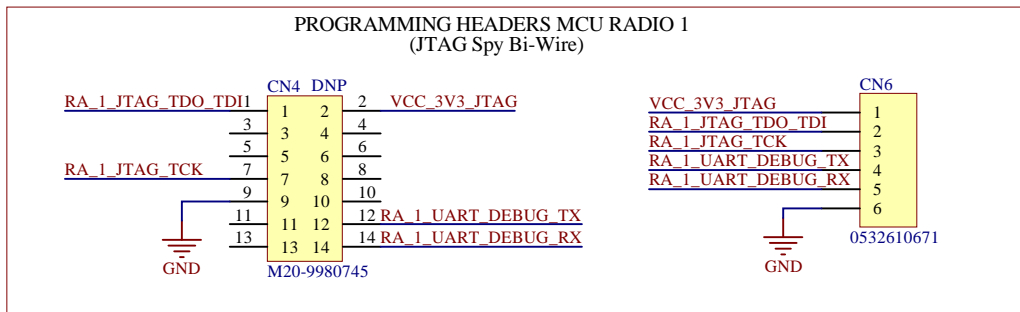 PROGRAMMING HEADERS MCU RADIO 1
(JTAG Spy Bi-Wire)
CN4 DNP
RA_1_JTAG_TDO_TDI 1 1 2 2 VCC_3V3_JTAG
3 3 4 4
5 5 6 6
RA_1_JTAG_TCK 7 7 8 8
9 9 10 10
11 11 12 12 RA_1_UART_DEBUG_TX
13 13 14 14 RA_1_UART_DEBUG_RX
GND
M20-9980745
CN6
VCC_3V3_JTAG 1
RA_1_JTAG_TDO_TDI 2
RA_1_JTAG_TCK 3
RA_1_UART_DEBUG_TX 4
RA_1_UART_DEBUG_RX 5
6
0532610671
GND